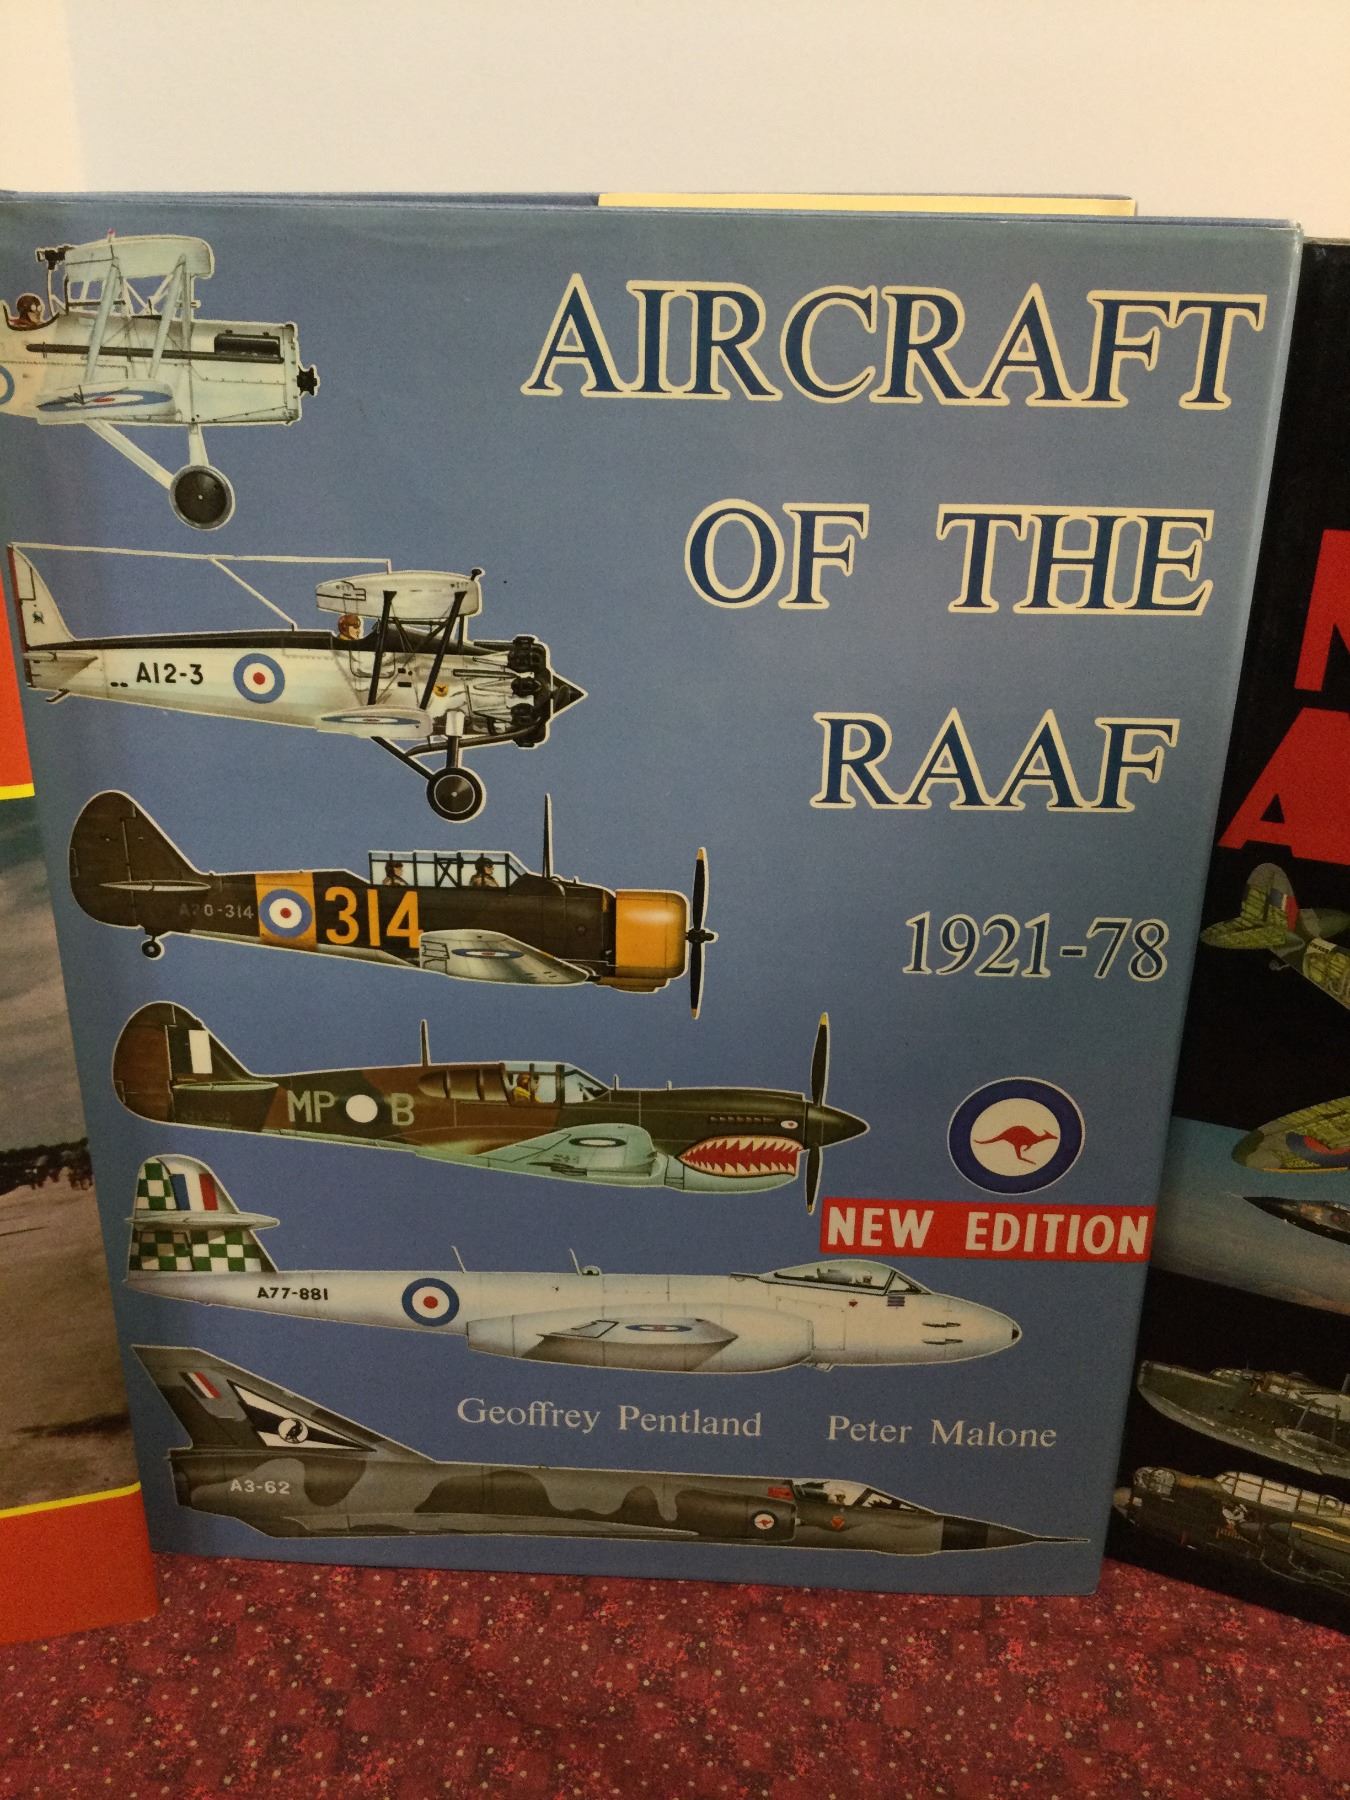 AIRCRAFT
OF THE
RAAF
1921-78
A12-3
A20-314
314
MP B
NEW EDITION
A77-881
Geoffrey Pentland Peter Malone
A3-62